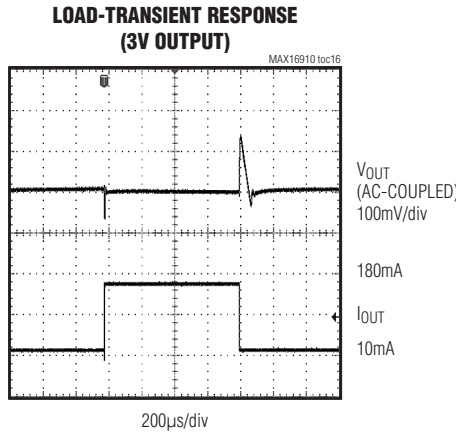 LOAD-TRANSIENT RESPONSE
(3V OUTPUT)
MAX16910 toc16
VOUT
(AC-COUPLED)
100mV/div
180mA
IOUT
10mA
200μs/div